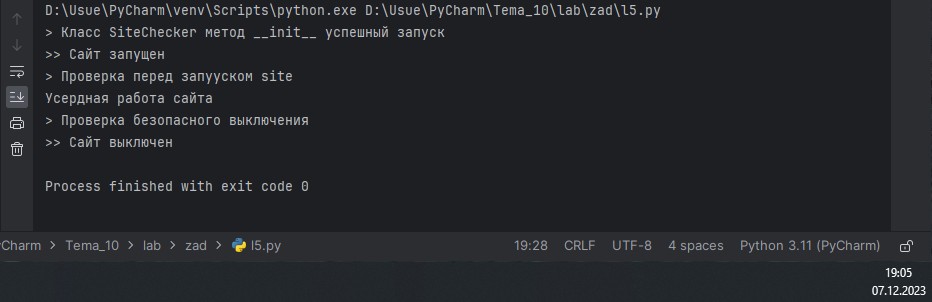 D:\Usue\PyCharm\venv\Scripts\python.exe D:\Usue\PyCharm\Tema_10\lab\zad\l5.py
> Класс SiteChecker метод __init__ успешный запуск
>> Сайт запущен
> Проверка перед запууском site
Усердная работа сайта
> Проверка безопасного выключения
>> Сайт выключен
Process finished with exit code 0
yCharm > Tema_10 > lab > zad > l5.py 19:28 CRLF UTF-8 4 spaces Python 3.11 (PyCharm)
19:05
07.12.2023